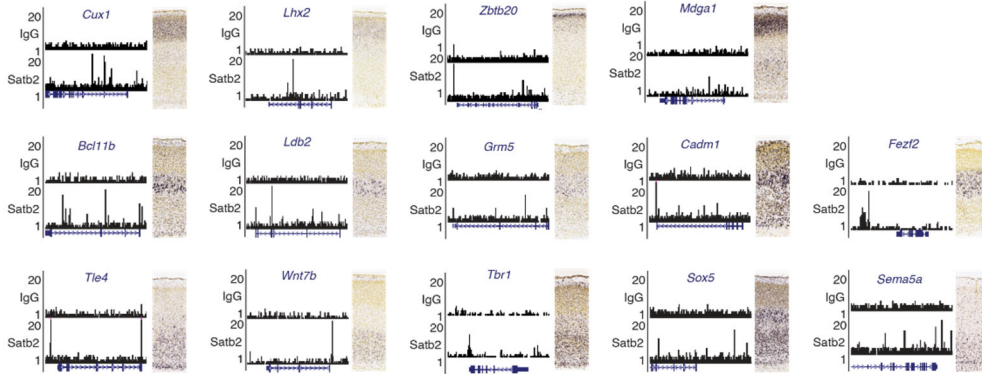 Cux1
20
IgG
1
20
Satb2
1
Lhx2
20
IgG
1
20
Satb2
1
Zbtb20
20
IgG
1
20
Satb2
1
Mdga1
20
IgG
1
20
Satb2
1
Bcl11b
20
IgG
1
20
Satb2
1
Ldb2
20
IgG
1
20
Satb2
1
Grm5
20
IgG
1
20
Satb2
1
Cadm1
20
IgG
1
20
Satb2
1
Fezf2
20
IgG
1
20
Satb2
1
Tle4
20
IgG
1
20
Satb2
1
Wnt7b
20
IgG
1
20
Satb2
1
Tbr1
20
IgG
1
20
Satb2
1
Sox5
20
IgG
1
20
Satb2
1
Sema5a
20
IgG
1
20
Satb2
1